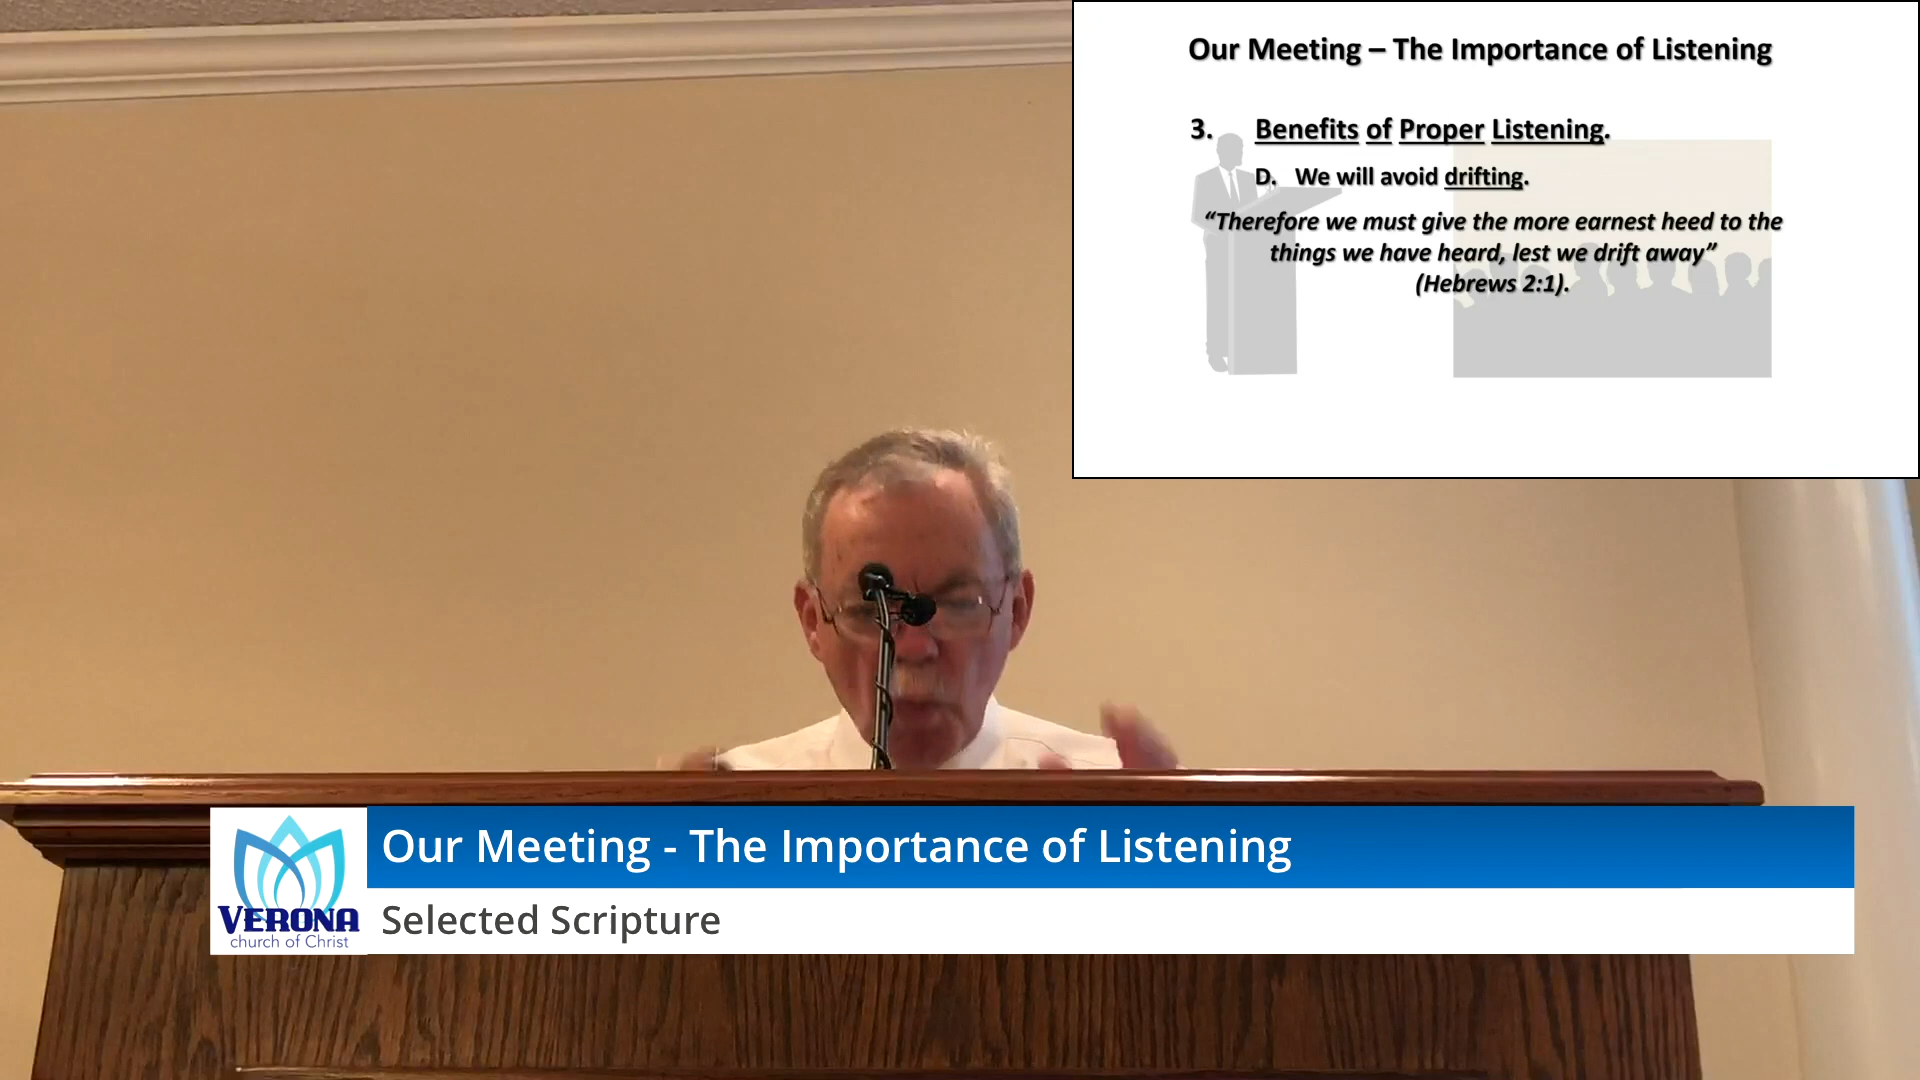 Our Meeting – The Importance of Listening
3. Benefits of Proper Listening.
D. We will avoid drifting.
“Therefore we must give the more earnest heed to the
things we have heard, lest we drift away”
(Hebrews 2:1).
Our Meeting - The Importance of Listening
Selected Scripture
VERONA
church of Christ